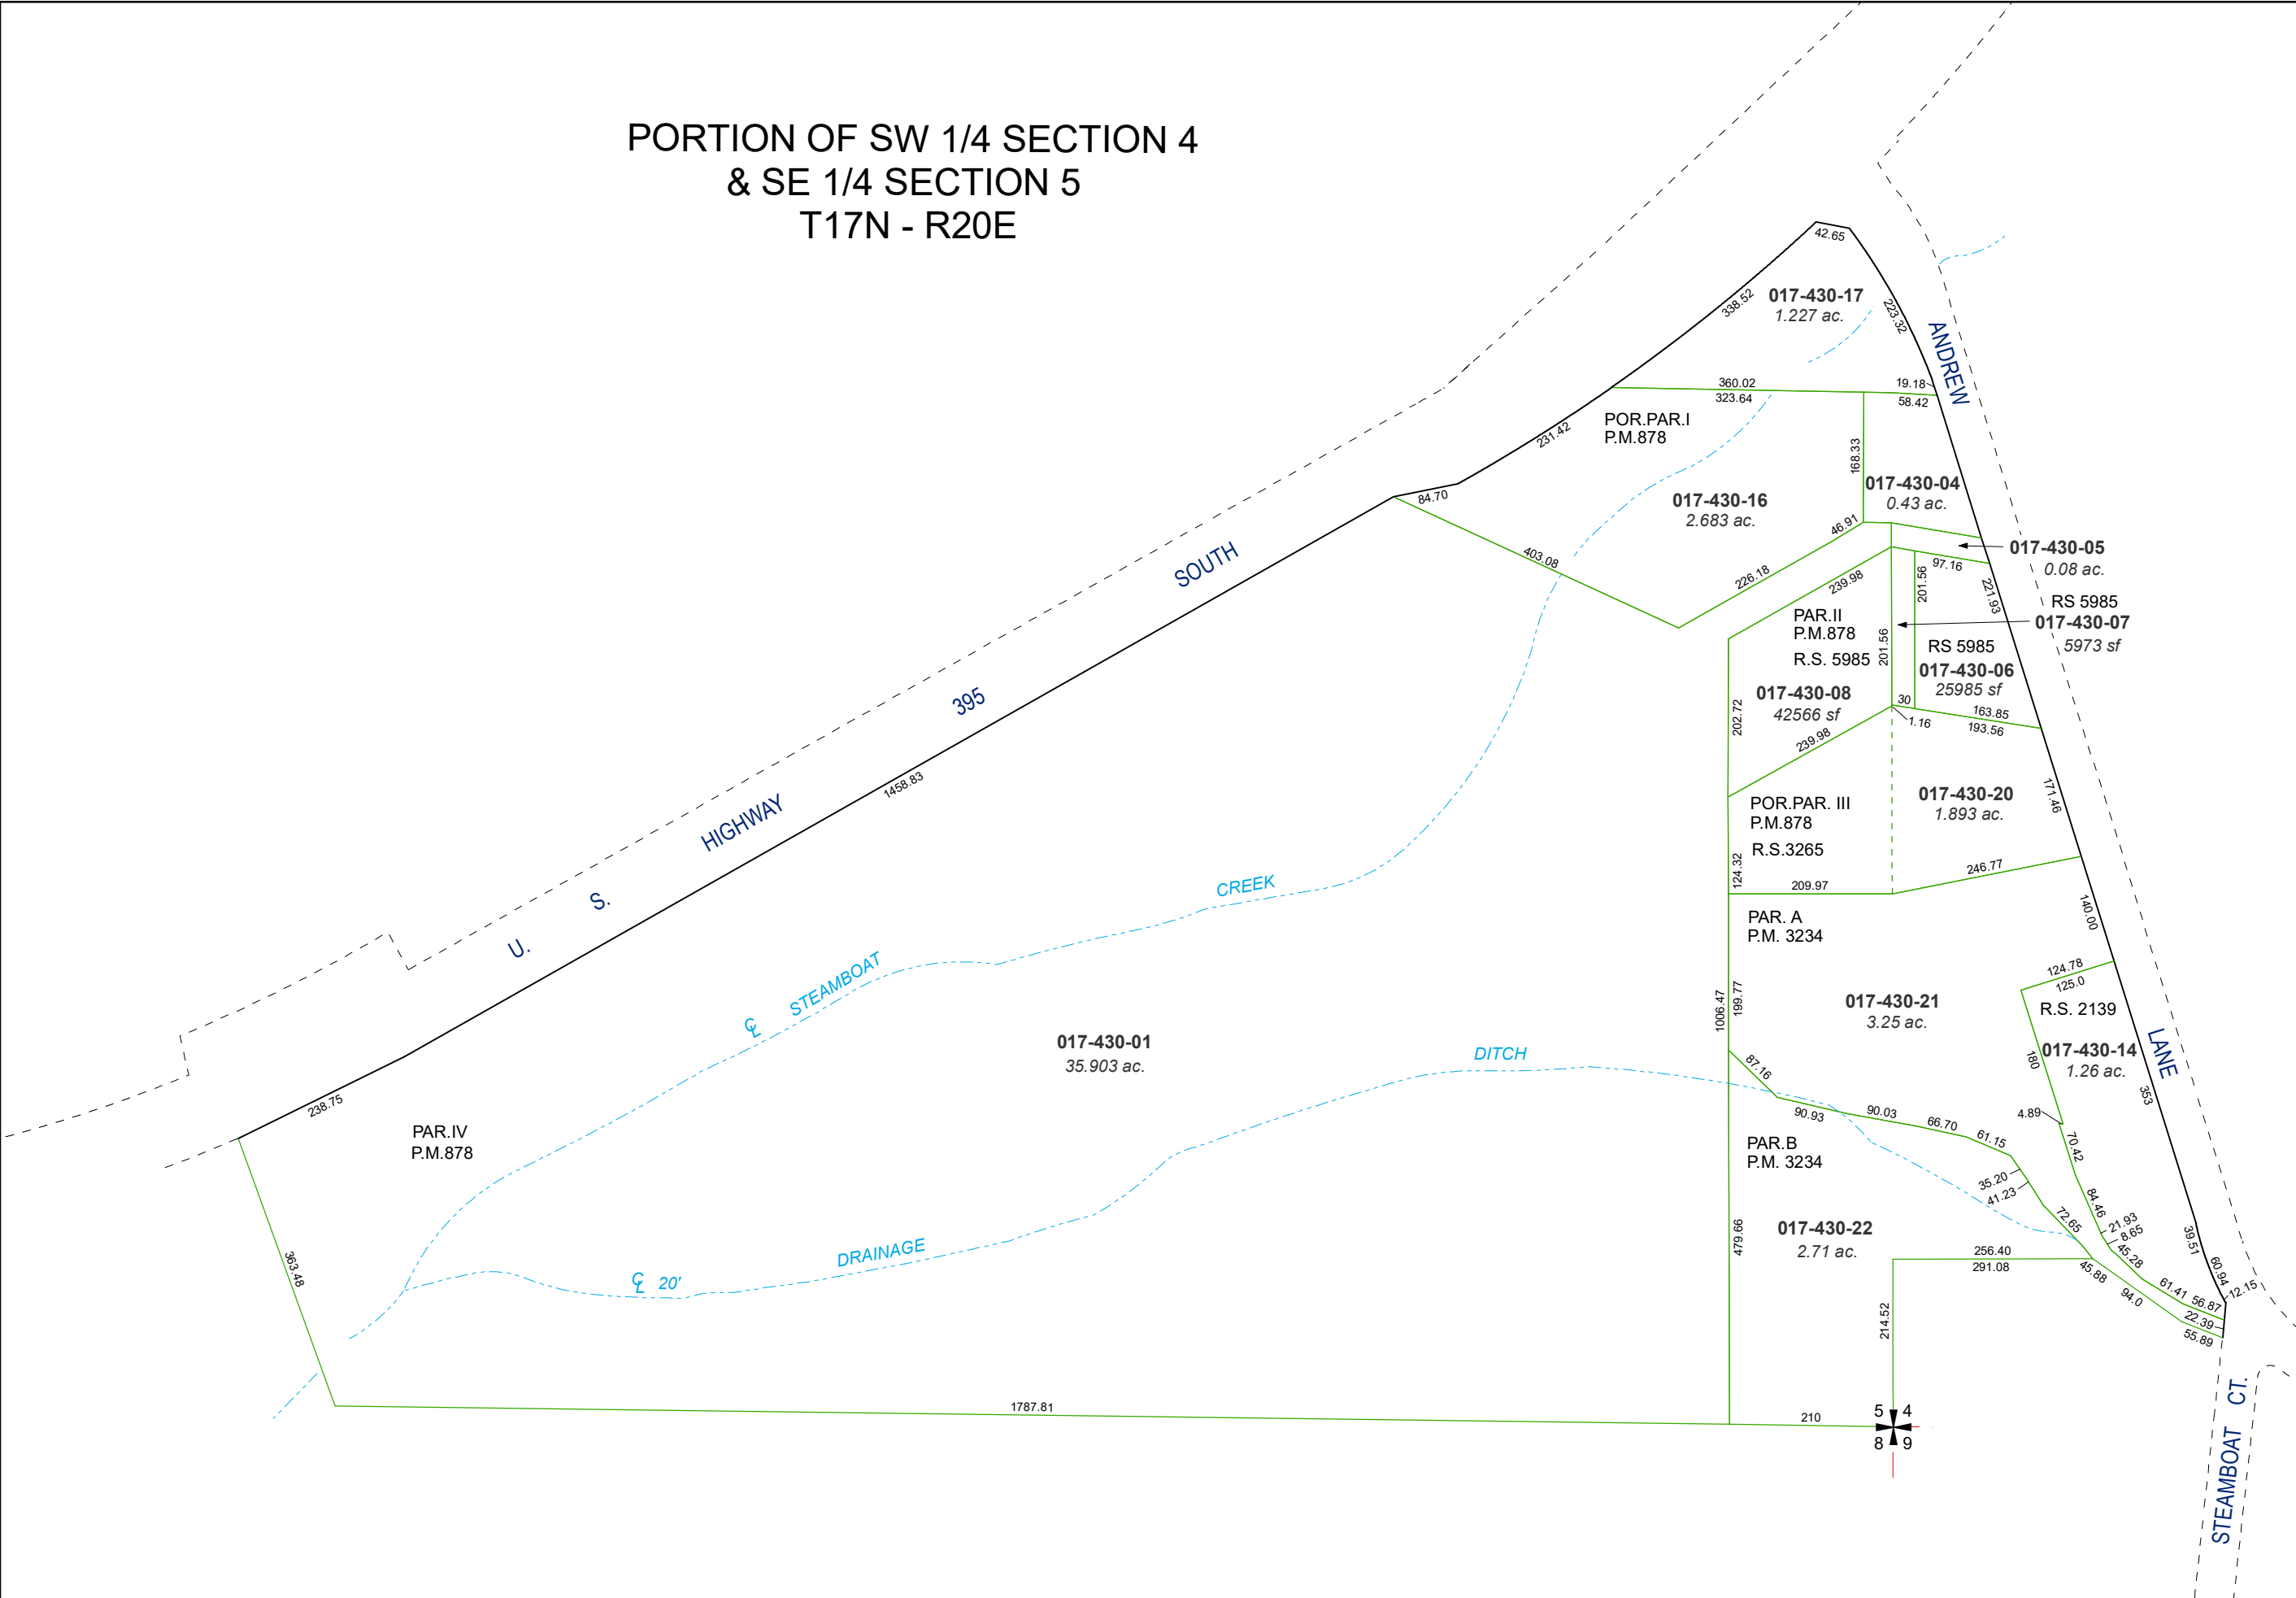 PORTION OF SW 1/4 SECTION 4
& SE 1/4 SECTION 5
T17N - R20E
42.65
338.52
017-430-17
1.227 ac.
223.32
ANDREW
360.02
19.18
323.64
58.42
231.42
POR.PAR.I
P.M.878
168.33
84.70
017-430-16
2.683 ac.
017-430-04
0.43 ac.
46.91
403.08
226.18
239.98
017-430-05
0.08 ac.
97.16
201.56
221.93
RS 5985
017-430-07
5973 sf
SOUTH
PAR.II
P.M.878
R.S. 5985
201.56
RS 5985
017-430-06
25985 sf
017-430-08
42566 sf
202.72
30
1.16
163.85
193.56
239.98
395
1458.83
HIGHWAY
S.
U.
POR.PAR. III
P.M.878
R.S.3265
017-430-20
1.893 ac.
171.46
124.32
209.97
246.77
CREEK
STEAMBOAT
℄
PAR. A
P.M. 3234
140.00
124.78
125.0
R.S. 2139
1006.47
199.77
017-430-21
3.25 ac.
017-430-01
35.903 ac.
DITCH
LANE
017-430-14
1.26 ac.
180
353
87.16
90.93
90.03
66.70
61.15
4.89
70.42
238.75
PAR.IV
P.M.878
PAR.B
P.M. 3234
35.20
41.23
72.65
84.46
21.93
8.65
45.28
39.51
60.94
12.15
017-430-22
2.71 ac.
479.66
363.48
DRAINAGE
℄ 20'
256.40
291.08
45.88
94.0
61.41
56.87
22.39
55.89
214.52
1787.81
210
5 4
8 9
STEAMBOAT CT.